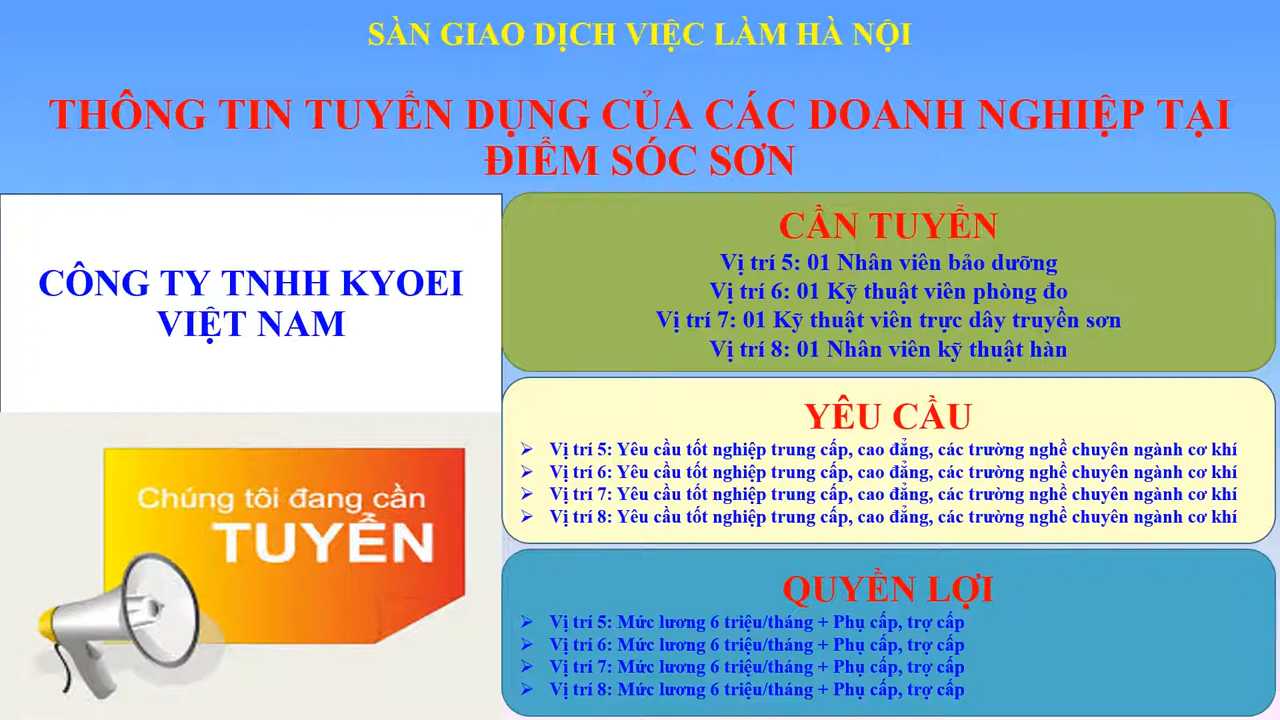 SÀN GIAO DỊCH VIỆC LÀM HÀ NỘI
THÔNG TIN TUYỂN DỤNG CỦA CÁC DOANH NGHIỆP TẠI
ĐIỂM SÓC SƠN
CÔNG TY TNHH KYOEI
VIỆT NAM
Chúng tôi đang cần
TUYỂN
CẦN TUYỂN
Vị trí 5: 01 Nhân viên bảo dưỡng
Vị trí 6: 01 Kỹ thuật viên phòng đo
Vị trí 7: 01 Kỹ thuật viên trực dây truyền sơn
Vị trí 8: 01 Nhân viên kỹ thuật hàn
YÊU CẦU
➢ Vị trí 5: Yêu cầu tốt nghiệp trung cấp, cao đẳng, các trường nghề chuyên ngành cơ khí
➢ Vị trí 6: Yêu cầu tốt nghiệp trung cấp, cao đẳng, các trường nghề chuyên ngành cơ khí
➢ Vị trí 7: Yêu cầu tốt nghiệp trung cấp, cao đẳng, các trường nghề chuyên ngành cơ khí
➢ Vị trí 8: Yêu cầu tốt nghiệp trung cấp, cao đẳng, các trường nghề chuyên ngành cơ khí
QUYỀN LỢI
➢ Vị trí 5: Mức lương 6 triệu/tháng + Phụ cấp, trợ cấp
➢ Vị trí 6: Mức lương 6 triệu/tháng + Phụ cấp, trợ cấp
➢ Vị trí 7: Mức lương 6 triệu/tháng + Phụ cấp, trợ cấp
➢ Vị trí 8: Mức lương 6 triệu/tháng + Phụ cấp, trợ cấp